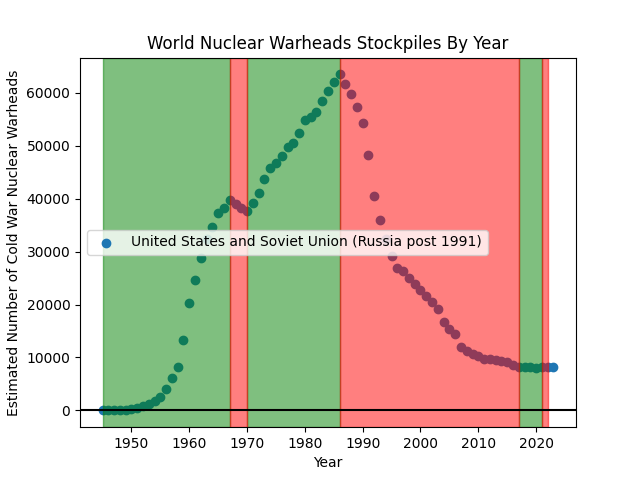 World Nuclear Warheads Stockpiles By Year
Estimated Number of Cold War Nuclear Warheads
60000
50000
40000
30000
20000
10000
0
United States and Soviet Union (Russia post 1991)
1950 1960 1970 1980 1990 2000 2010 2020
Year